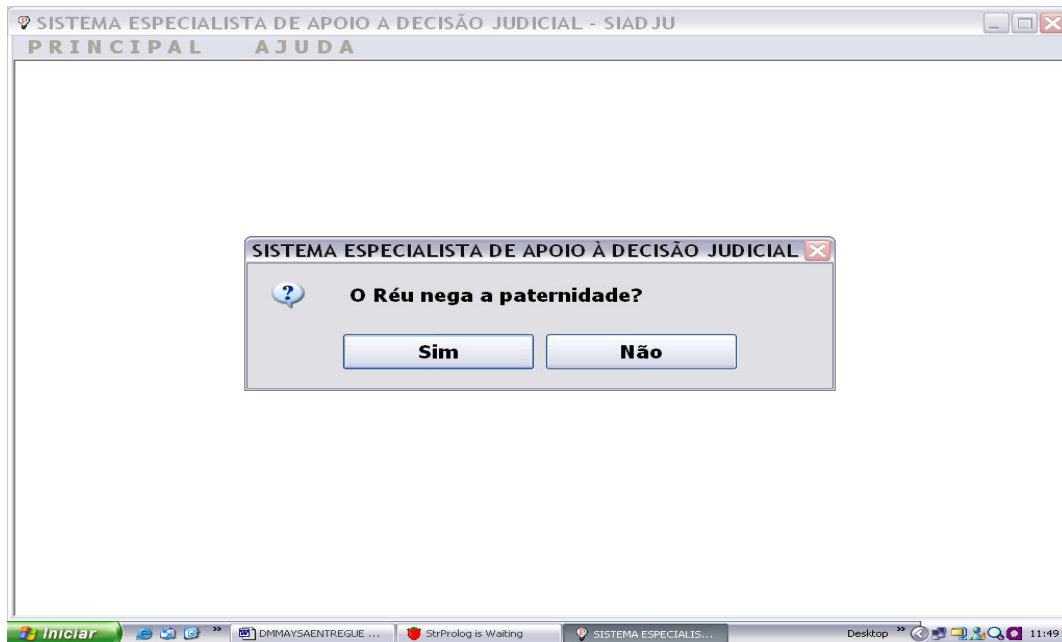 SISTEMA ESPECIALISTA DE APOIO A DECISÃO JUDICIAL - SIADJU
PRINCIPAL AJUDA
SISTEMA ESPECIALISTA DE APOIO À DECISÃO JUDICIAL
O Réu nega a paternidade?
Sim Não
Iniciar » DMMAYSAENTREGUE ... StrProlog is Waiting SISTEMA ESPECIALIS... Desktop » 11:49